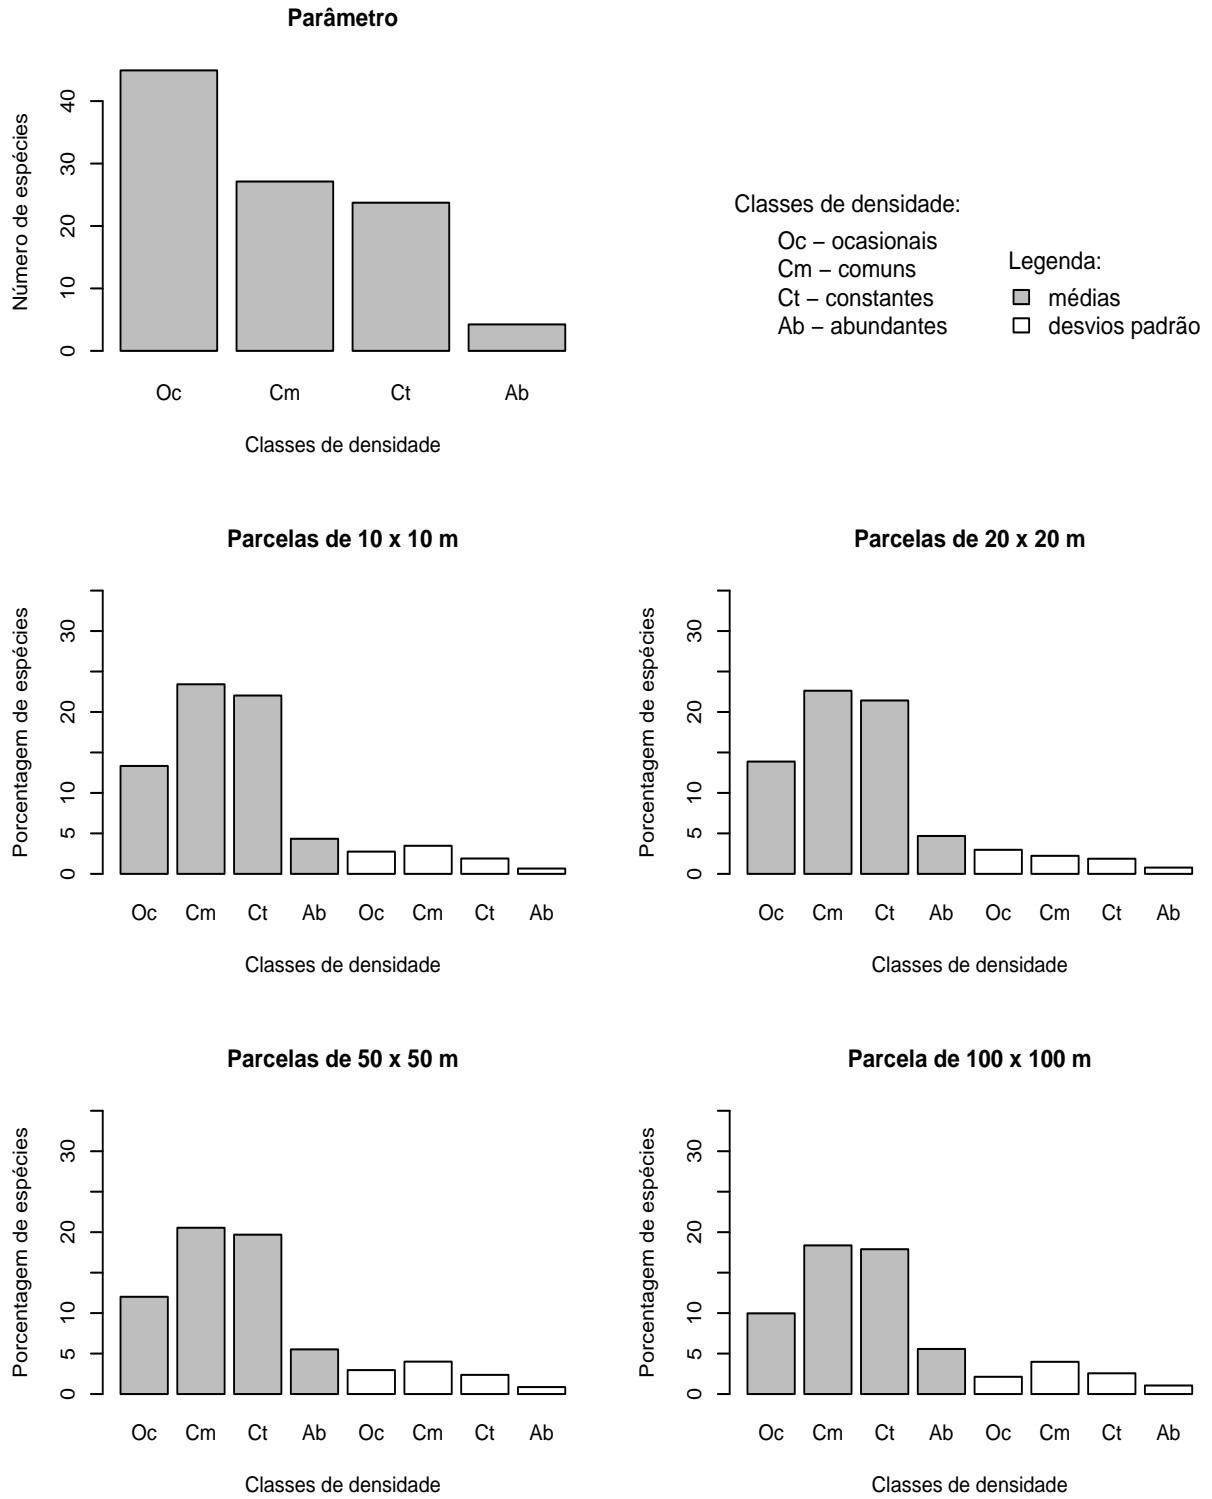 Parâmetro
Número de espécies
0 10 20 30 40
Oc Cm Ct Ab
Classes de densidade
Classes de densidade:
Oc – ocasionais
Cm – comuns
Ct – constantes
Ab – abundantes
Legenda:
médias
desvios padrão
Parcelas de 10 x 10 m
Porcentagem de espécies
0 5 10 20 30
Oc Cm Ct Ab Oc Cm Ct Ab
Classes de densidade
Parcelas de 20 x 20 m
Porcentagem de espécies
0 5 10 20 30
Oc Cm Ct Ab Oc Cm Ct Ab
Classes de densidade
Parcelas de 50 x 50 m
Porcentagem de espécies
0 5 10 20 30
Oc Cm Ct Ab Oc Cm Ct Ab
Classes de densidade
Parcela de 100 x 100 m
Porcentagem de espécies
0 5 10 20 30
Oc Cm Ct Ab Oc Cm Ct Ab
Classes de densidade